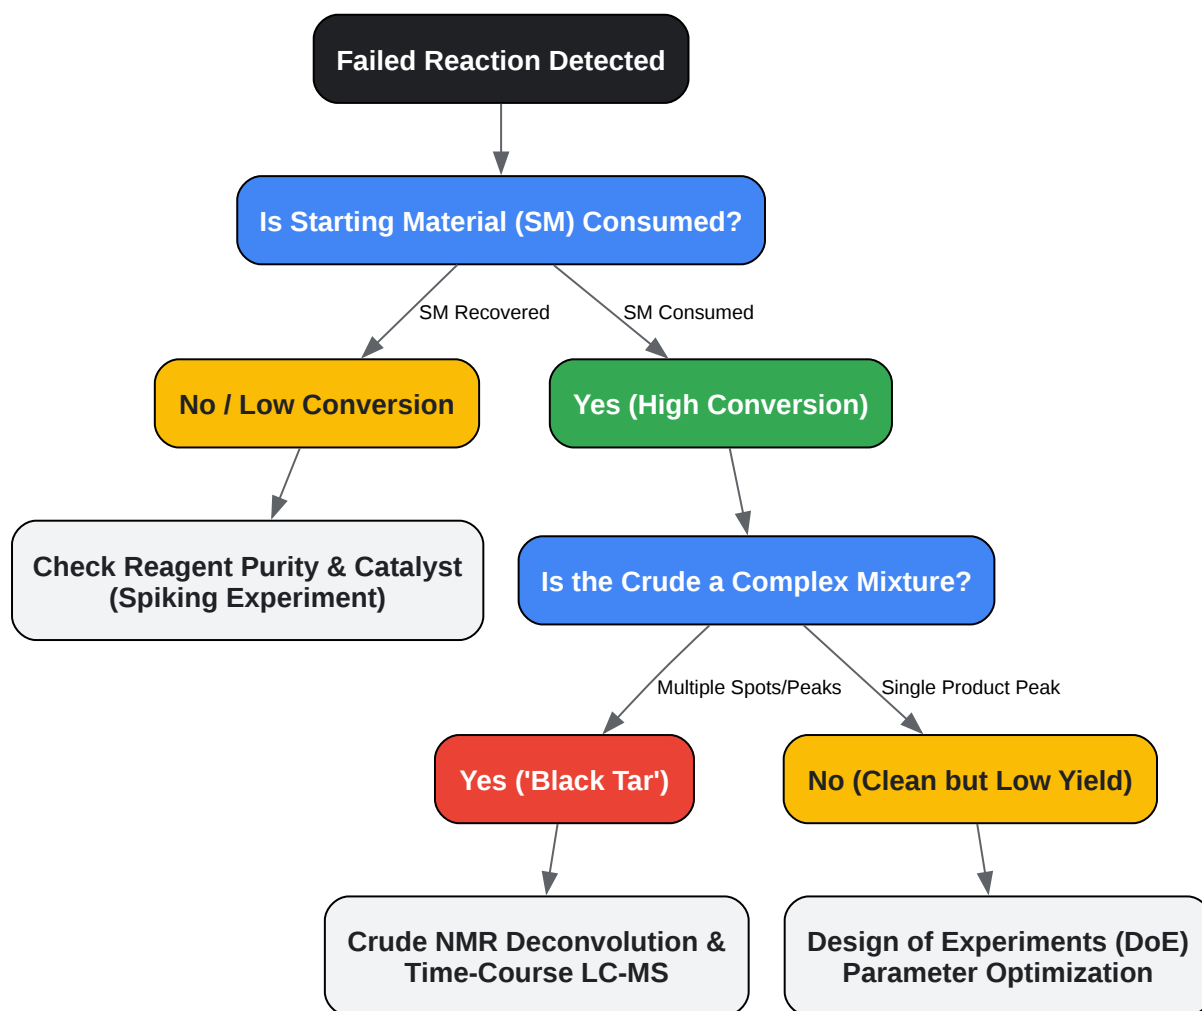 Failed Reaction Detected
Is Starting Material (SM) Consumed?
SM Recovered
SM Consumed
No / Low Conversion
Yes (High Conversion)
Check Reagent Purity & Catalyst
(Spiking Experiment)
Is the Crude a Complex Mixture?
Multiple Spots/Peaks
Single Product Peak
Yes ('Black Tar')
No (Clean but Low Yield)
Crude NMR Deconvolution &
Time-Course LC-MS
Design of Experiments (DoE)
Parameter Optimization